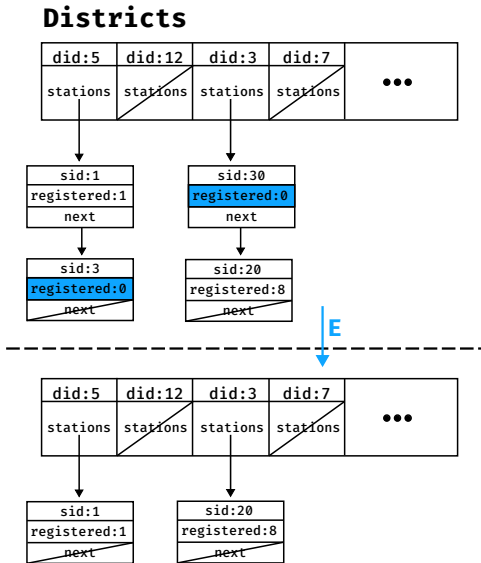 Districts
did:5 did:12 did:3 did:7
stations stations stations stations •••
sid:1 sid:30
registered:1 registered:0
next next
sid:3 sid:20
registered:0 registered:8
next next
E
did:5 did:12 did:3 did:7
stations stations stations stations •••
sid:1 sid:20
registered:1 registered:8
next next